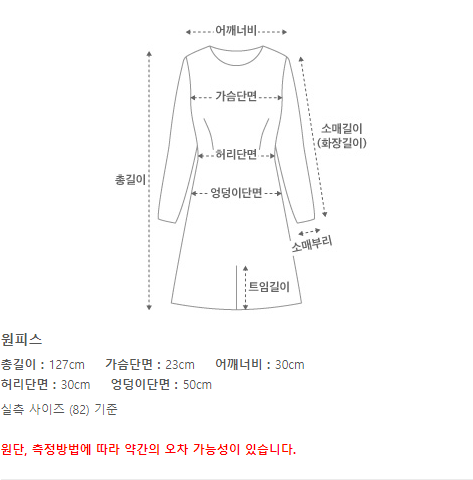 어깨너비
가슴단면
소매길이
(화장길이)
허리단면
총길이
엉덩이단면
소매부리
트임길이
원피스
총길이 : 127cm 가슴단면 : 23cm 어깨너비 : 30cm
허리단면 : 30cm 엉덩이단면 : 50cm
실측 사이즈 (82) 기준
원단, 측정방법에 따라 약간의 오차 가능성이 있습니다.